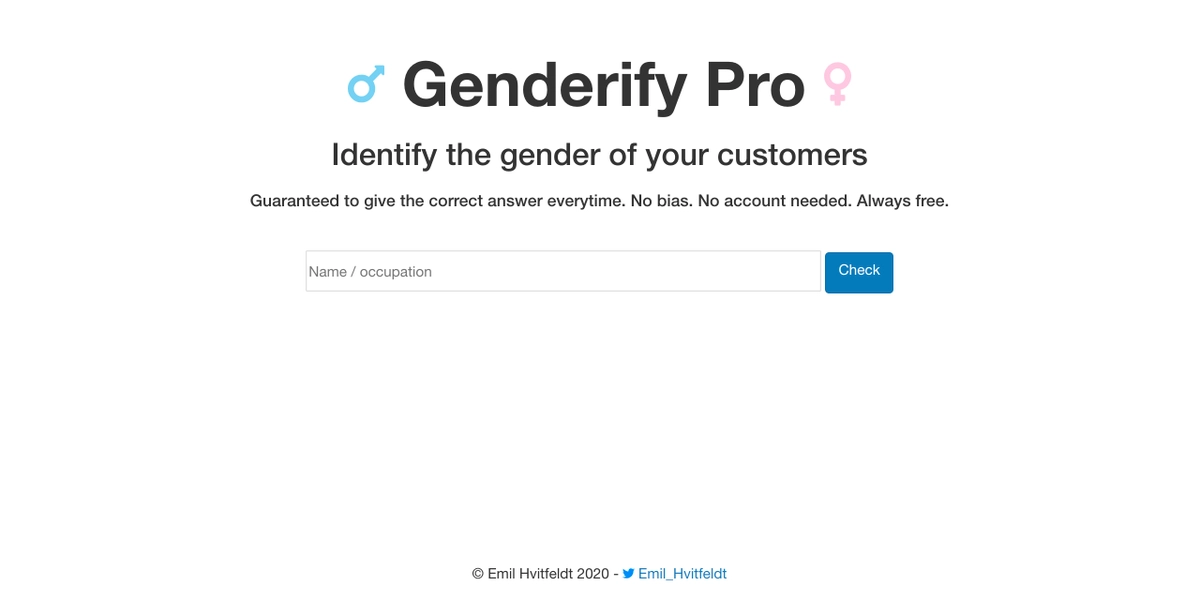 Genderify Pro
Identify the gender of your customers
Guaranteed to give the correct answer everytime. No bias. No account needed. Always free.
Name / occupation Check
© Emil Hvitfeldt 2020 - Emil_Hvitfeldt